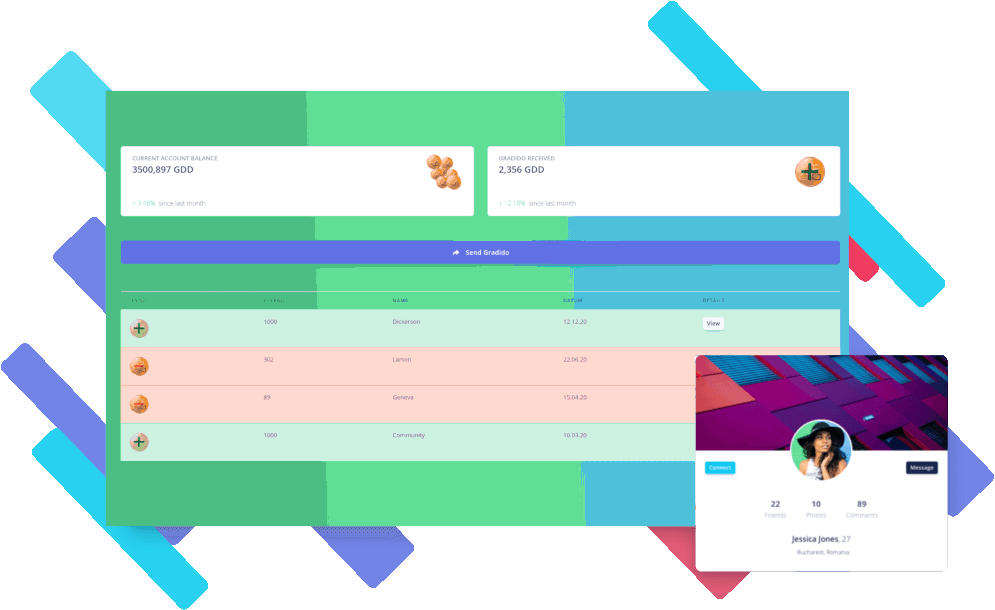 CURRENT ACCOUNT BALANCE
3500,897 GDD
↑ 3.48% since last month
GRADIDO RECEIVED
2,356 GDD
↑ 12.18% since last month
Send Gradido
NAME DATUM DETAILS
1000 Dickerson 12.12.20 View
302 Larsen 22.06.20
89 Geneva 15.04.20
1000 Community 10.03.20
Connect Message
22 10 89
Friends Photos Comments
Jessica Jones, 27
Bucharest, Romania